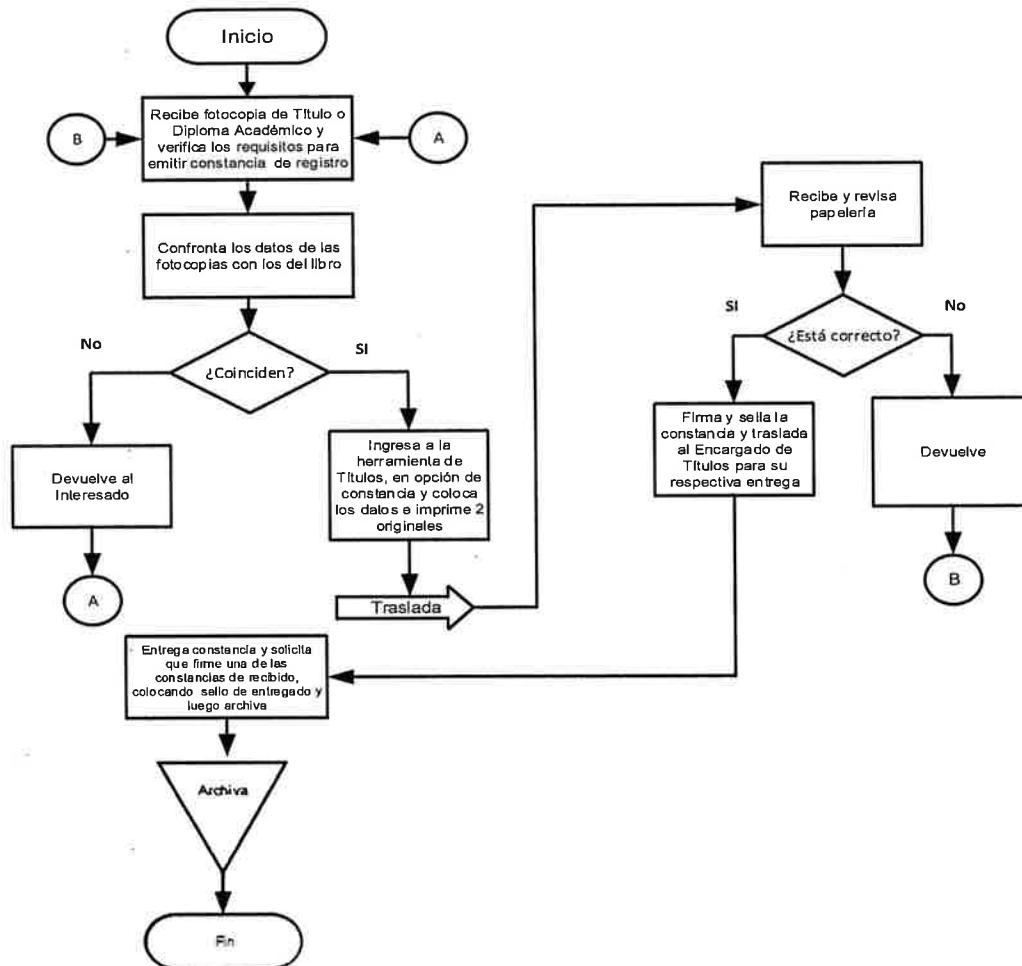 Inicio
B
Recibe fotocopia de Título o
Diploma Académico y
verifica los requisitos para
emitir constancia de registro
A
Confronta los datos de las
fotocopias con los del libro
¿Coinciden?
No
SI
Devuelve al
Interesado
A
Ingresa a la
herramienta de
Títulos, en opción de
constancia y coloca
los datos e imprime 2
originales
Traslada
Recibe y revisa
papelería
¿Está correcto?
SI
No
Firma y sella la
constancia y traslada
al Encargado de
Títulos para su
respectiva entrega
Devuelve
B
Entrega constancia y solicita
que firme una de las
constancias de recibido,
colocando sello de entregado y
luego archiva
Archiva
Fin